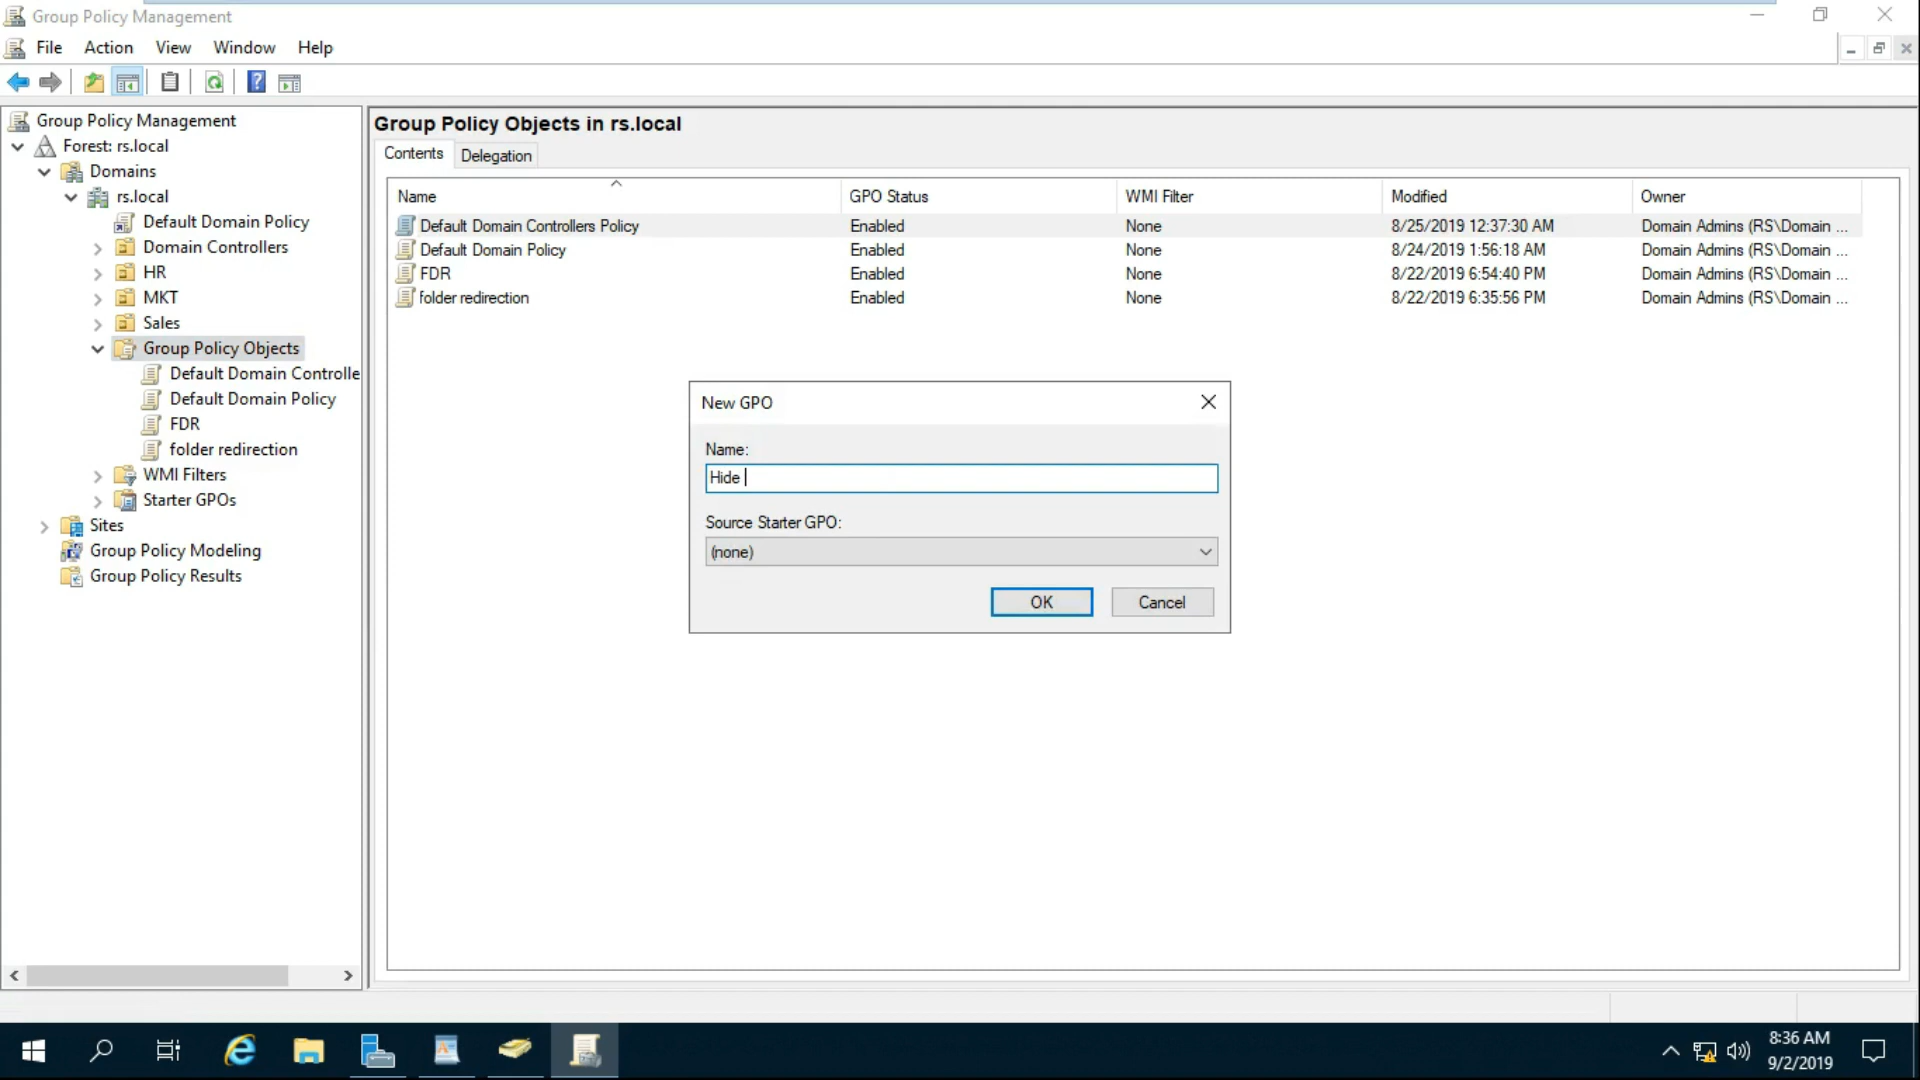 Group Policy Management
File Action View Window Help
Group Policy Management
Forest: rs.local
Domains
rs.local
Default Domain Policy
Domain Controllers
HR
MKT
Sales
Group Policy Objects
Default Domain Controlle
Default Domain Policy
FDR
folder redirection
WMI Filters
Starter GPOs
Sites
Group Policy Modeling
Group Policy Results
Group Policy Objects in rs.local
Contents Delegation
Name GPO Status WMI Filter Modified Owner
Default Domain Controllers Policy Enabled None 8/25/2019 12:37:30 AM Domain Admins (RS\Domain ...
Default Domain Policy Enabled None 8/24/2019 1:56:18 AM Domain Admins (RS\Domain ...
FDR Enabled None 8/22/2019 6:54:40 PM Domain Admins (RS\Domain ...
folder redirection Enabled None 8/22/2019 6:35:56 PM Domain Admins (RS\Domain ...
New GPO
Name:
Hide
Source Starter GPO:
(none)
OK Cancel
8:36 AM
9/2/2019